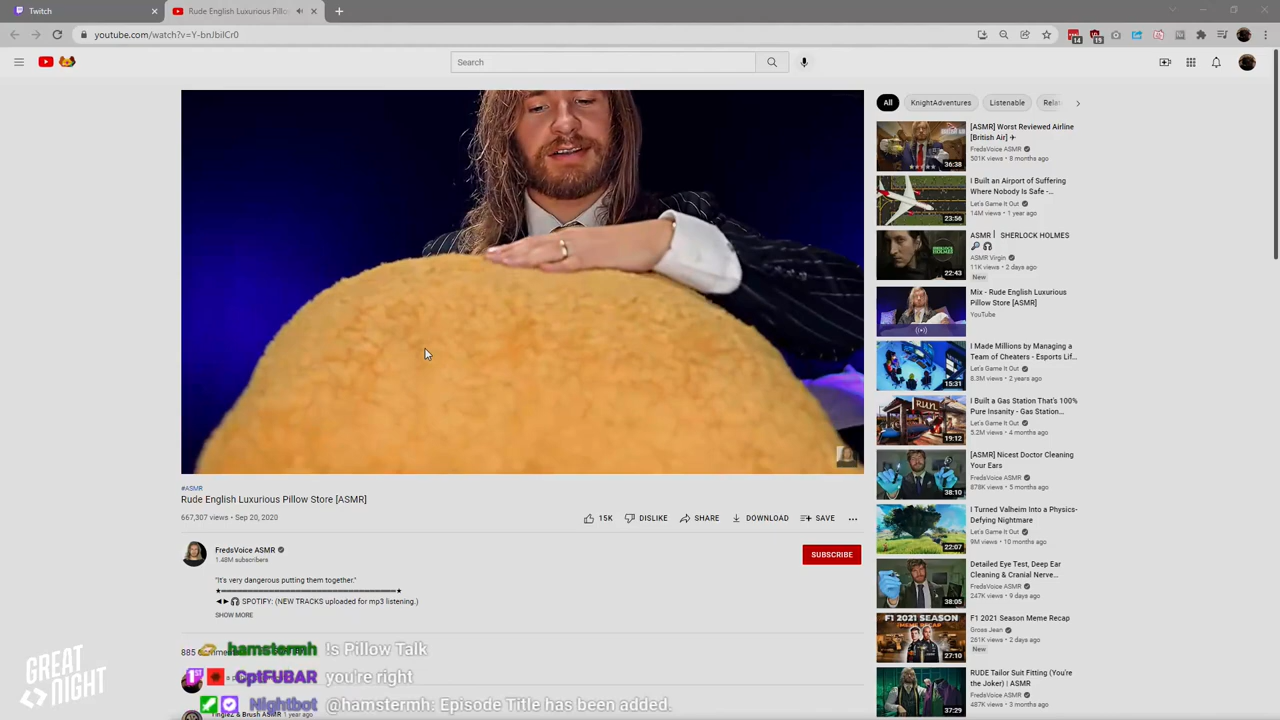 Twitch
Rude English Luxurious Pillo
youtube.com/watch?v=Y-bnJbilCr0
14
19
Search
All
KnightAdventures
Listenable
[ASMR] Worst Reviewed Airline
[British Air] ✈
FredsVoice ASMR
501K views • 8 months ago
36:38
I Built an Airport of Suffering
Where Nobody Is Safe -...
Let's Game It Out
14M views • 1 year ago
23:56
ASMR | SHERLOCK HOLMES
🔎 🎧
ASMR Virgin
11K views • 2 days ago
New
22:43
Mix - Rude English Luxurious
Pillow Store [ASMR]
YouTube
I Made Millions by Managing a
Team of Cheaters - Esports Lif...
Let's Game It Out
8.3M views • 2 years ago
15:31
I Built a Gas Station That's 100%
Pure Insanity - Gas Station...
Let's Game It Out
5.2M views • 4 months ago
19:12
[ASMR] Nicest Doctor Cleaning
Your Ears
FredsVoice ASMR
878K views • 5 months ago
38:10
I Turned Valheim Into a Physics-
Defying Nightmare
Let's Game It Out
9M views • 10 months ago
22:07
Detailed Eye Test, Deep Ear
Cleaning & Cranial Nerve...
FredsVoice ASMR
247K views • 9 days ago
38:05
F1 2021 SEASON
MEME RECAP
F1 2021 Season Meme Recap
Gross Jean
261K views • 2 days ago
New
27:10
RUDE Tailor Suit Fitting (You're
the Joker) | ASMR
FredsVoice ASMR
487K views • 3 months ago
37:29
#ASMR
Rude English Luxurious Pillow Store [ASMR]
667,307 views • Sep 20, 2020
15K
DISLIKE
SHARE
DOWNLOAD
SAVE
FredsVoice ASMR
1.48M subscribers
SUBSCRIBE
"It's very dangerous putting them together."
◄►🎧 SPOTIFY: (NEW TRACKS uploaded for mp3 listening.)
SHOW MORE
885
hamstermh !s Pillow Talk
CptFUBAR you're right
Nightbot @hamstermh: Episode Title has been added.
GREAT
NIGHT